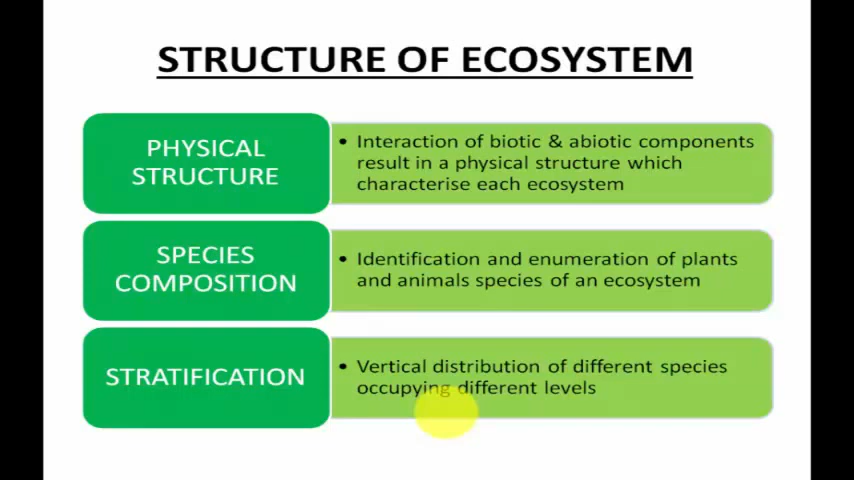 STRUCTURE OF ECOSYSTEM
PHYSICAL
STRUCTURE
• Interaction of biotic & abiotic components
result in a physical structure which
characterise each ecosystem
SPECIES
COMPOSITION
• Identification and enumeration of plants
and animals species of an ecosystem
STRATIFICATION
• Vertical distribution of different species
occupying different levels